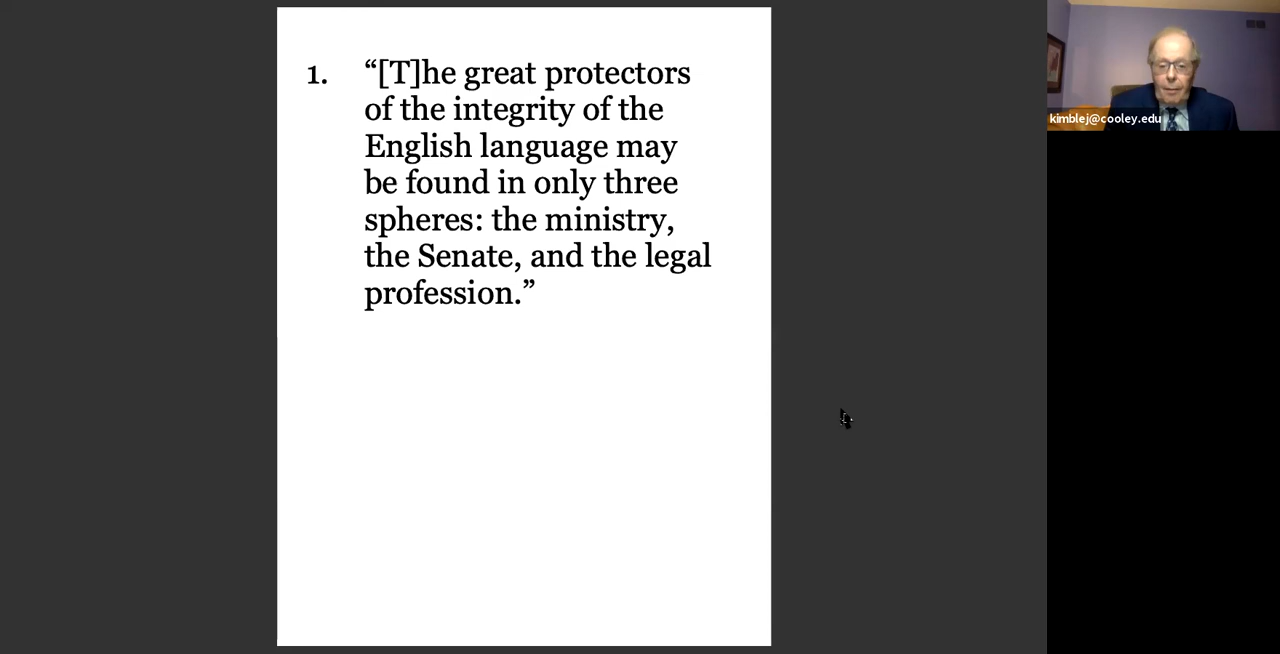 1. “[T]he great protectors
of the integrity of the
English language may
be found in only three
spheres: the ministry,
the Senate, and the legal
profession.”
kimblej@cooley.edu